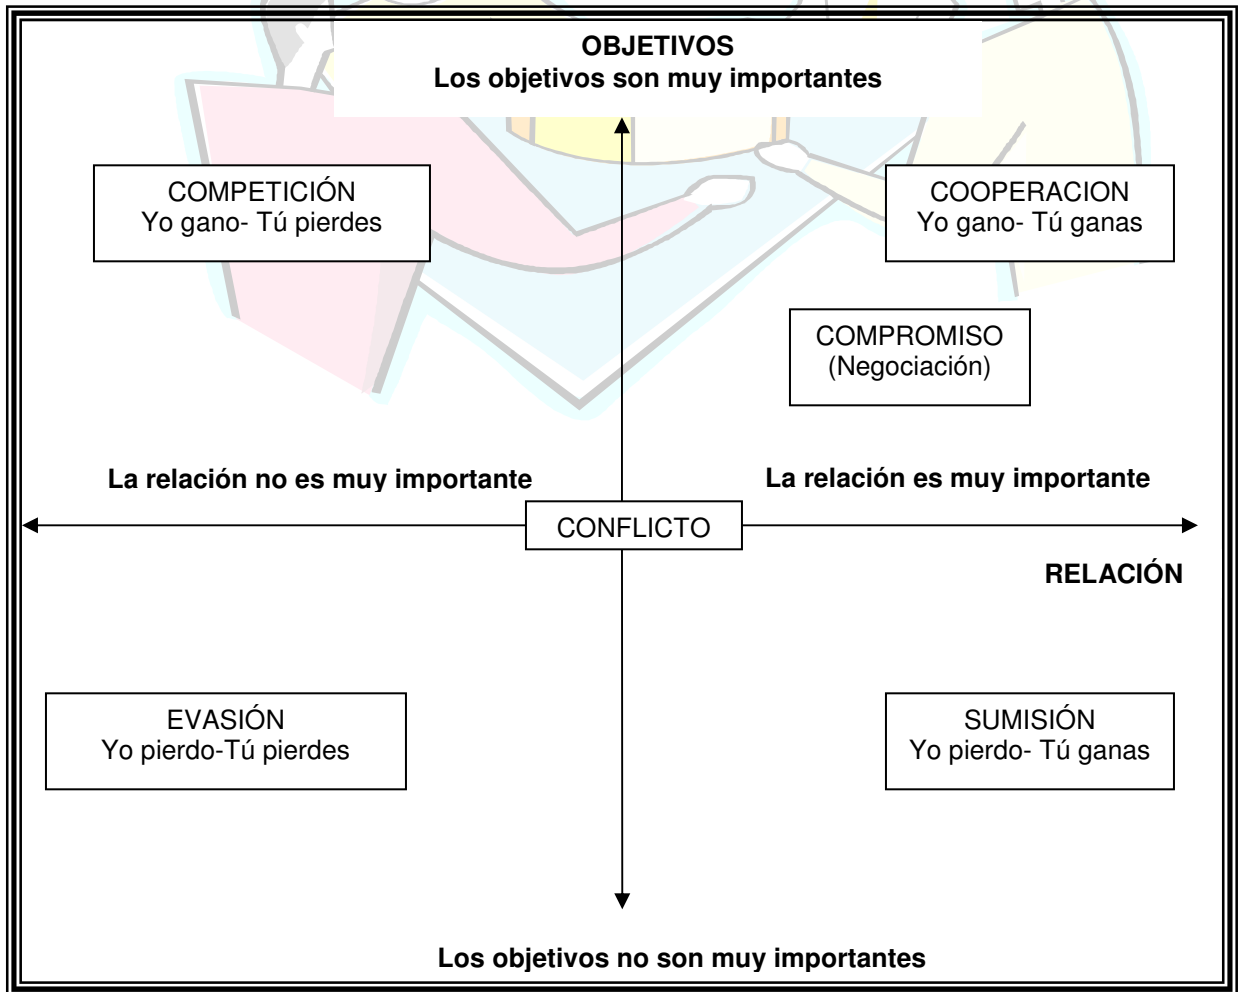 OBJETIVOS
Los objetivos son muy importantes
COMPETICIÓN
Yo gano- Tú pierdes
COOPERACION
Yo gano- Tú ganas
COMPROMISO
(Negociación)
La relación no es muy importante
La relación es muy importante
CONFLICTO
RELACIÓN
EVASIÓN
Yo pierdo-Tú pierdes
SUMISIÓN
Yo pierdo- Tú ganas
Los objetivos no son muy importantes